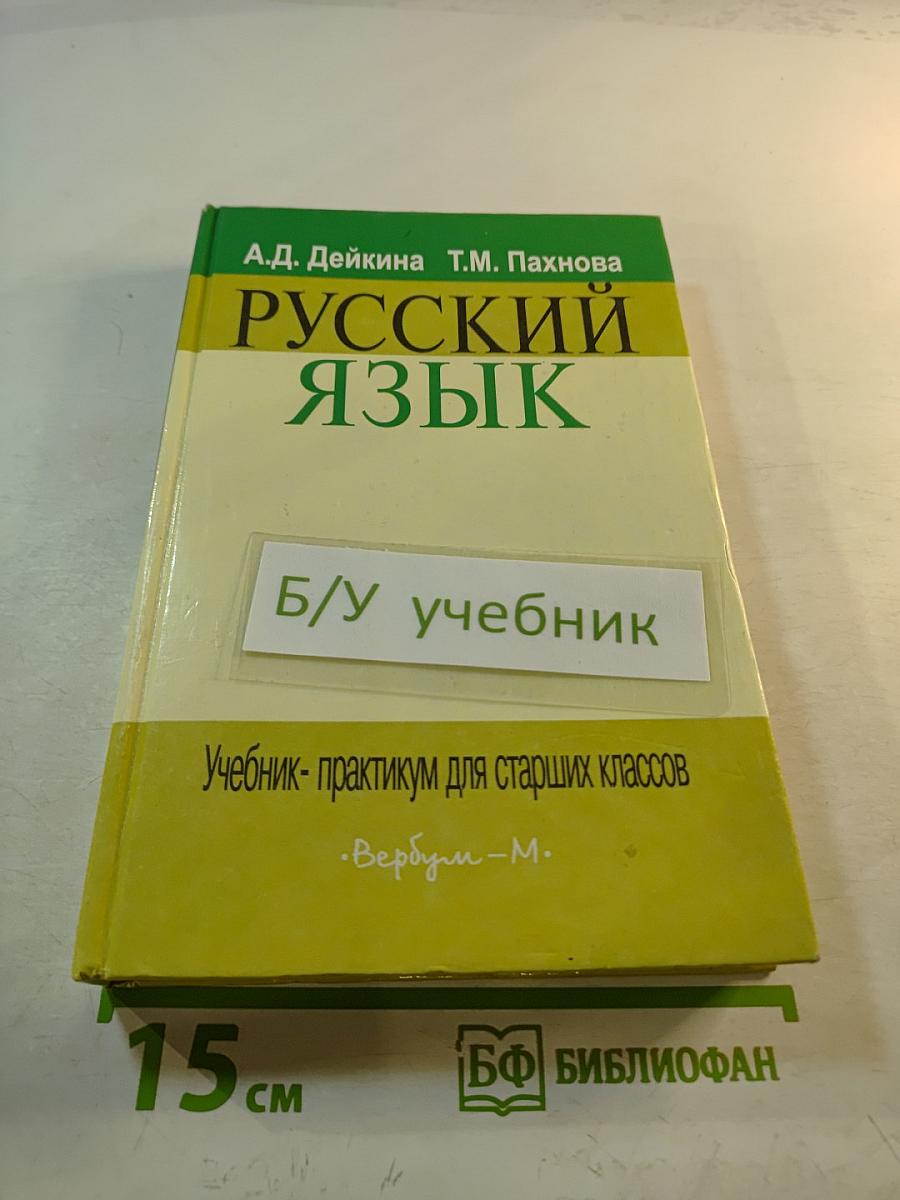 А.Д. Дейкина Т.М. Пахнова
РУССКИЙ
ЯЗЫК
Б/У учебник
Учебник- практикум для старших классов
·Вербум – М·
15 см
БФ БИБЛИОФАН